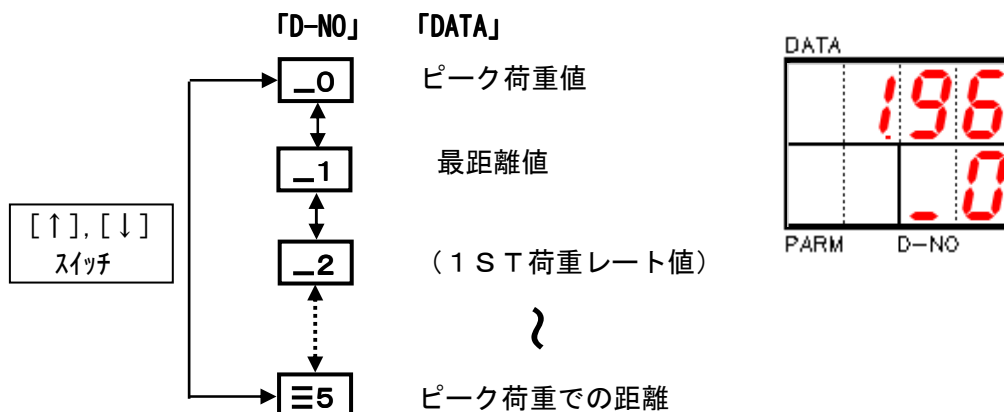 「D-NO」 「DATA」
_0 ピーク荷重値
_1 最距離値
[↑],[↓]
スイッチ
_2 (1ST荷重レート値)
~
≡5 ピーク荷重での距離
DATA
1.96
_0
PARM D-NO